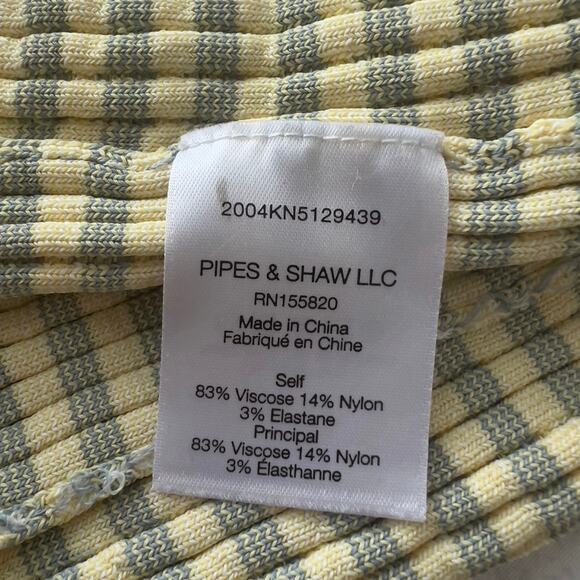 2004KN5129439
PIPES & SHAW LLC
RN155820
Made in China
Fabriqué en Chine
Self
83% Viscose 14% Nylon
3% Elastane
Principal
83% Viscose 14% Nylon
3% Élasthanne